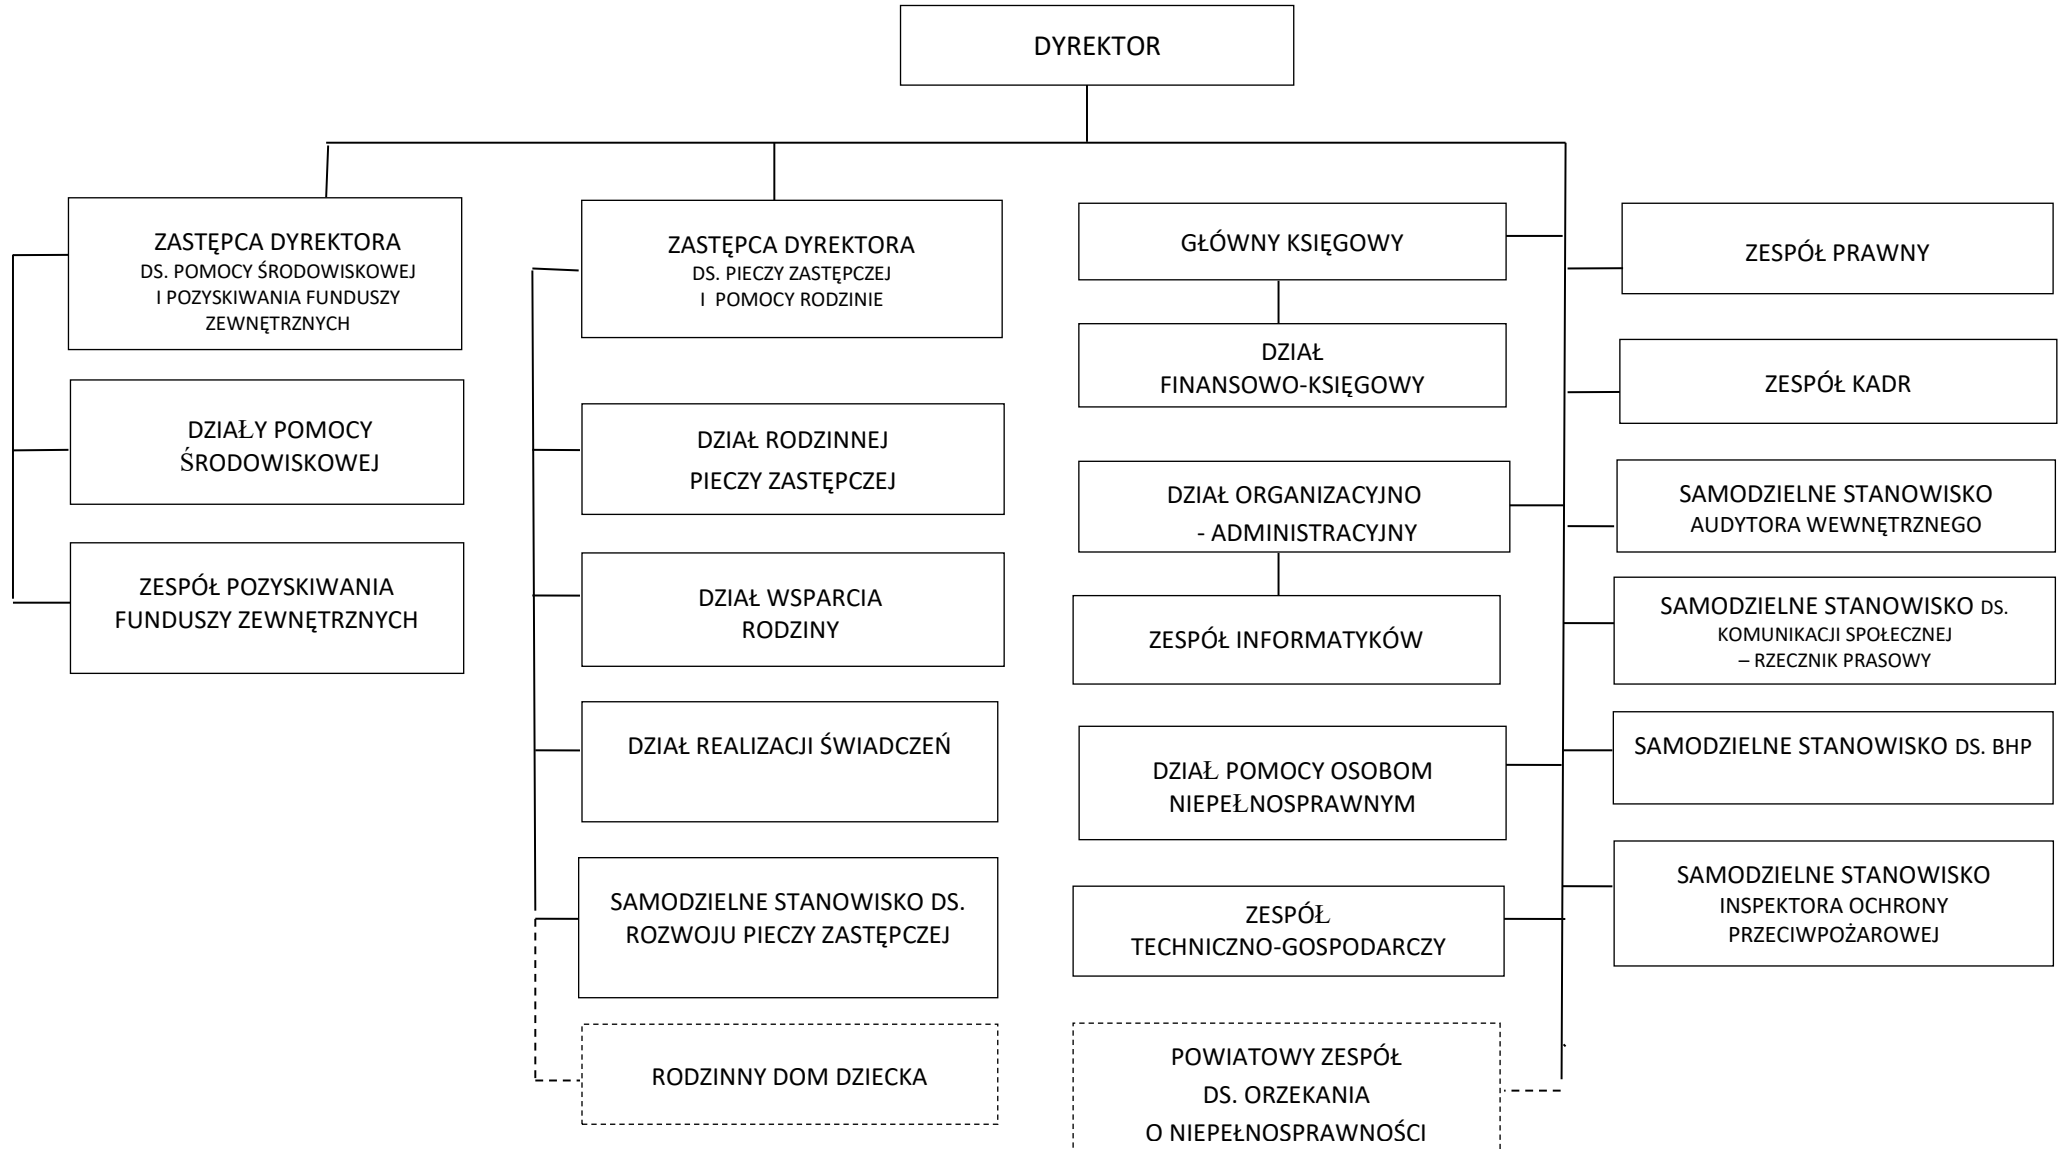 DYREKTOR
ZASTĘPCA DYREKTORA
DS. POMOCY ŚRODOWISKOWEJ
I POZYSKIWANIA FUNDUSZY
ZEWNĘTRZNYCH
DZIAŁY POMOCY
ŚRODOWISKOWEJ
ZESPÓŁ POZYSKIWANIA
FUNDUSZY ZEWNĘTRZNYCH
ZASTĘPCA DYREKTORA
DS. PIECZY ZASTĘPCZEJ
I POMOCY RODZINIE
DZIAŁ RODZINNEJ
PIECZY ZASTĘPCZEJ
DZIAŁ WSPARCIA
RODZINY
DZIAŁ REALIZACJI ŚWIADCZEŃ
SAMODZIELNE STANOWISKO DS.
ROZWOJU PIECZY ZASTĘPCZEJ
RODZINNY DOM DZIECKA
GŁÓWNY KSIĘGOWY
DZIAŁ
FINANSOWO-KSIĘGOWY
DZIAŁ ORGANIZACYJNO
- ADMINISTRACYJNY
ZESPÓŁ INFORMATYKÓW
DZIAŁ POMOCY OSOBOM
NIEPEŁNOSPRAWNYM
ZESPÓŁ
TECHNICZNO-GOSPODARCZY
POWIATOWY ZESPÓŁ
DS. ORZEKANIA
O NIEPEŁNOSPRAWNOŚCI
ZESPÓŁ PRAWNY
ZESPÓŁ KADR
SAMODZIELNE STANOWISKO
AUDYTORA WEWNĘTRZNEGO
SAMODZIELNE STANOWISKO DS.
KOMUNIKACJI SPOŁECZNEJ
– RZECZNIK PRASOWY
SAMODZIELNE STANOWISKO DS. BHP
SAMODZIELNE STANOWISKO
INSPEKTORA OCHRONY
PRZECIWPOŻAROWEJ